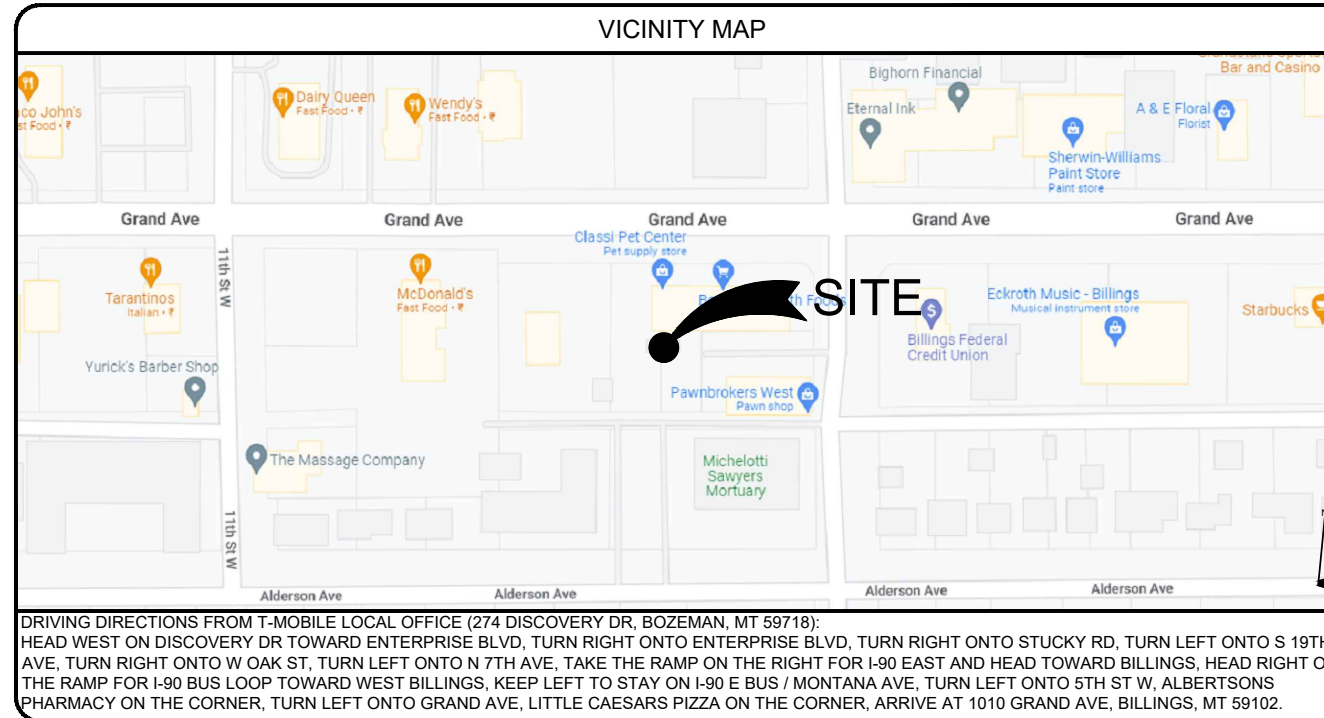 VICINITY MAP
Bar and Casino
Bighorn Financial
Dairy Queen
Fast Food • ₹
Wendy's
Fast Food • ₹
co John's
st Food • ₹
Eternal Ink
A & E Floral
Florist
Sherwin-Williams
Paint Store
Paint store
Grand Ave
Grand Ave
Grand Ave
Grand Ave
Grand Ave
Classi Pet Center
Pet supply store
11th St W
Tarantinos
Italian • ₹
McDonald's
Fast Food • ₹
SITE
Eckroth Music - Billings
Musical instrument store
Starbucks
Billings Federal
Credit Union
Yurick's Barber Shop
Pawnbrokers West
Pawn shop
The Massage Company
Michelotti
Sawyers
Mortuary
11th St W
Alderson Ave
Alderson Ave
Alderson Ave
Alderson Ave
DRIVING DIRECTIONS FROM T-MOBILE LOCAL OFFICE (274 DISCOVERY DR, BOZEMAN, MT 59718):
HEAD WEST ON DISCOVERY DR TOWARD ENTERPRISE BLVD, TURN RIGHT ONTO ENTERPRISE BLVD, TURN RIGHT ONTO STUCKY RD, TURN LEFT ONTO S 19TH
AVE, TURN RIGHT ONTO W OAK ST, TURN LEFT ONTO N 7TH AVE, TAKE THE RAMP ON THE RIGHT FOR I-90 EAST AND HEAD TOWARD BILLINGS, HEAD RIGHT O
THE RAMP FOR I-90 BUS LOOP TOWARD WEST BILLINGS, KEEP LEFT TO STAY ON I-90 E BUS / MONTANA AVE, TURN LEFT ONTO 5TH ST W, ALBERTSONS
PHARMACY ON THE CORNER, TURN LEFT ONTO GRAND AVE, LITTLE CAESARS PIZZA ON THE CORNER, ARRIVE AT 1010 GRAND AVE, BILLINGS, MT 59102.